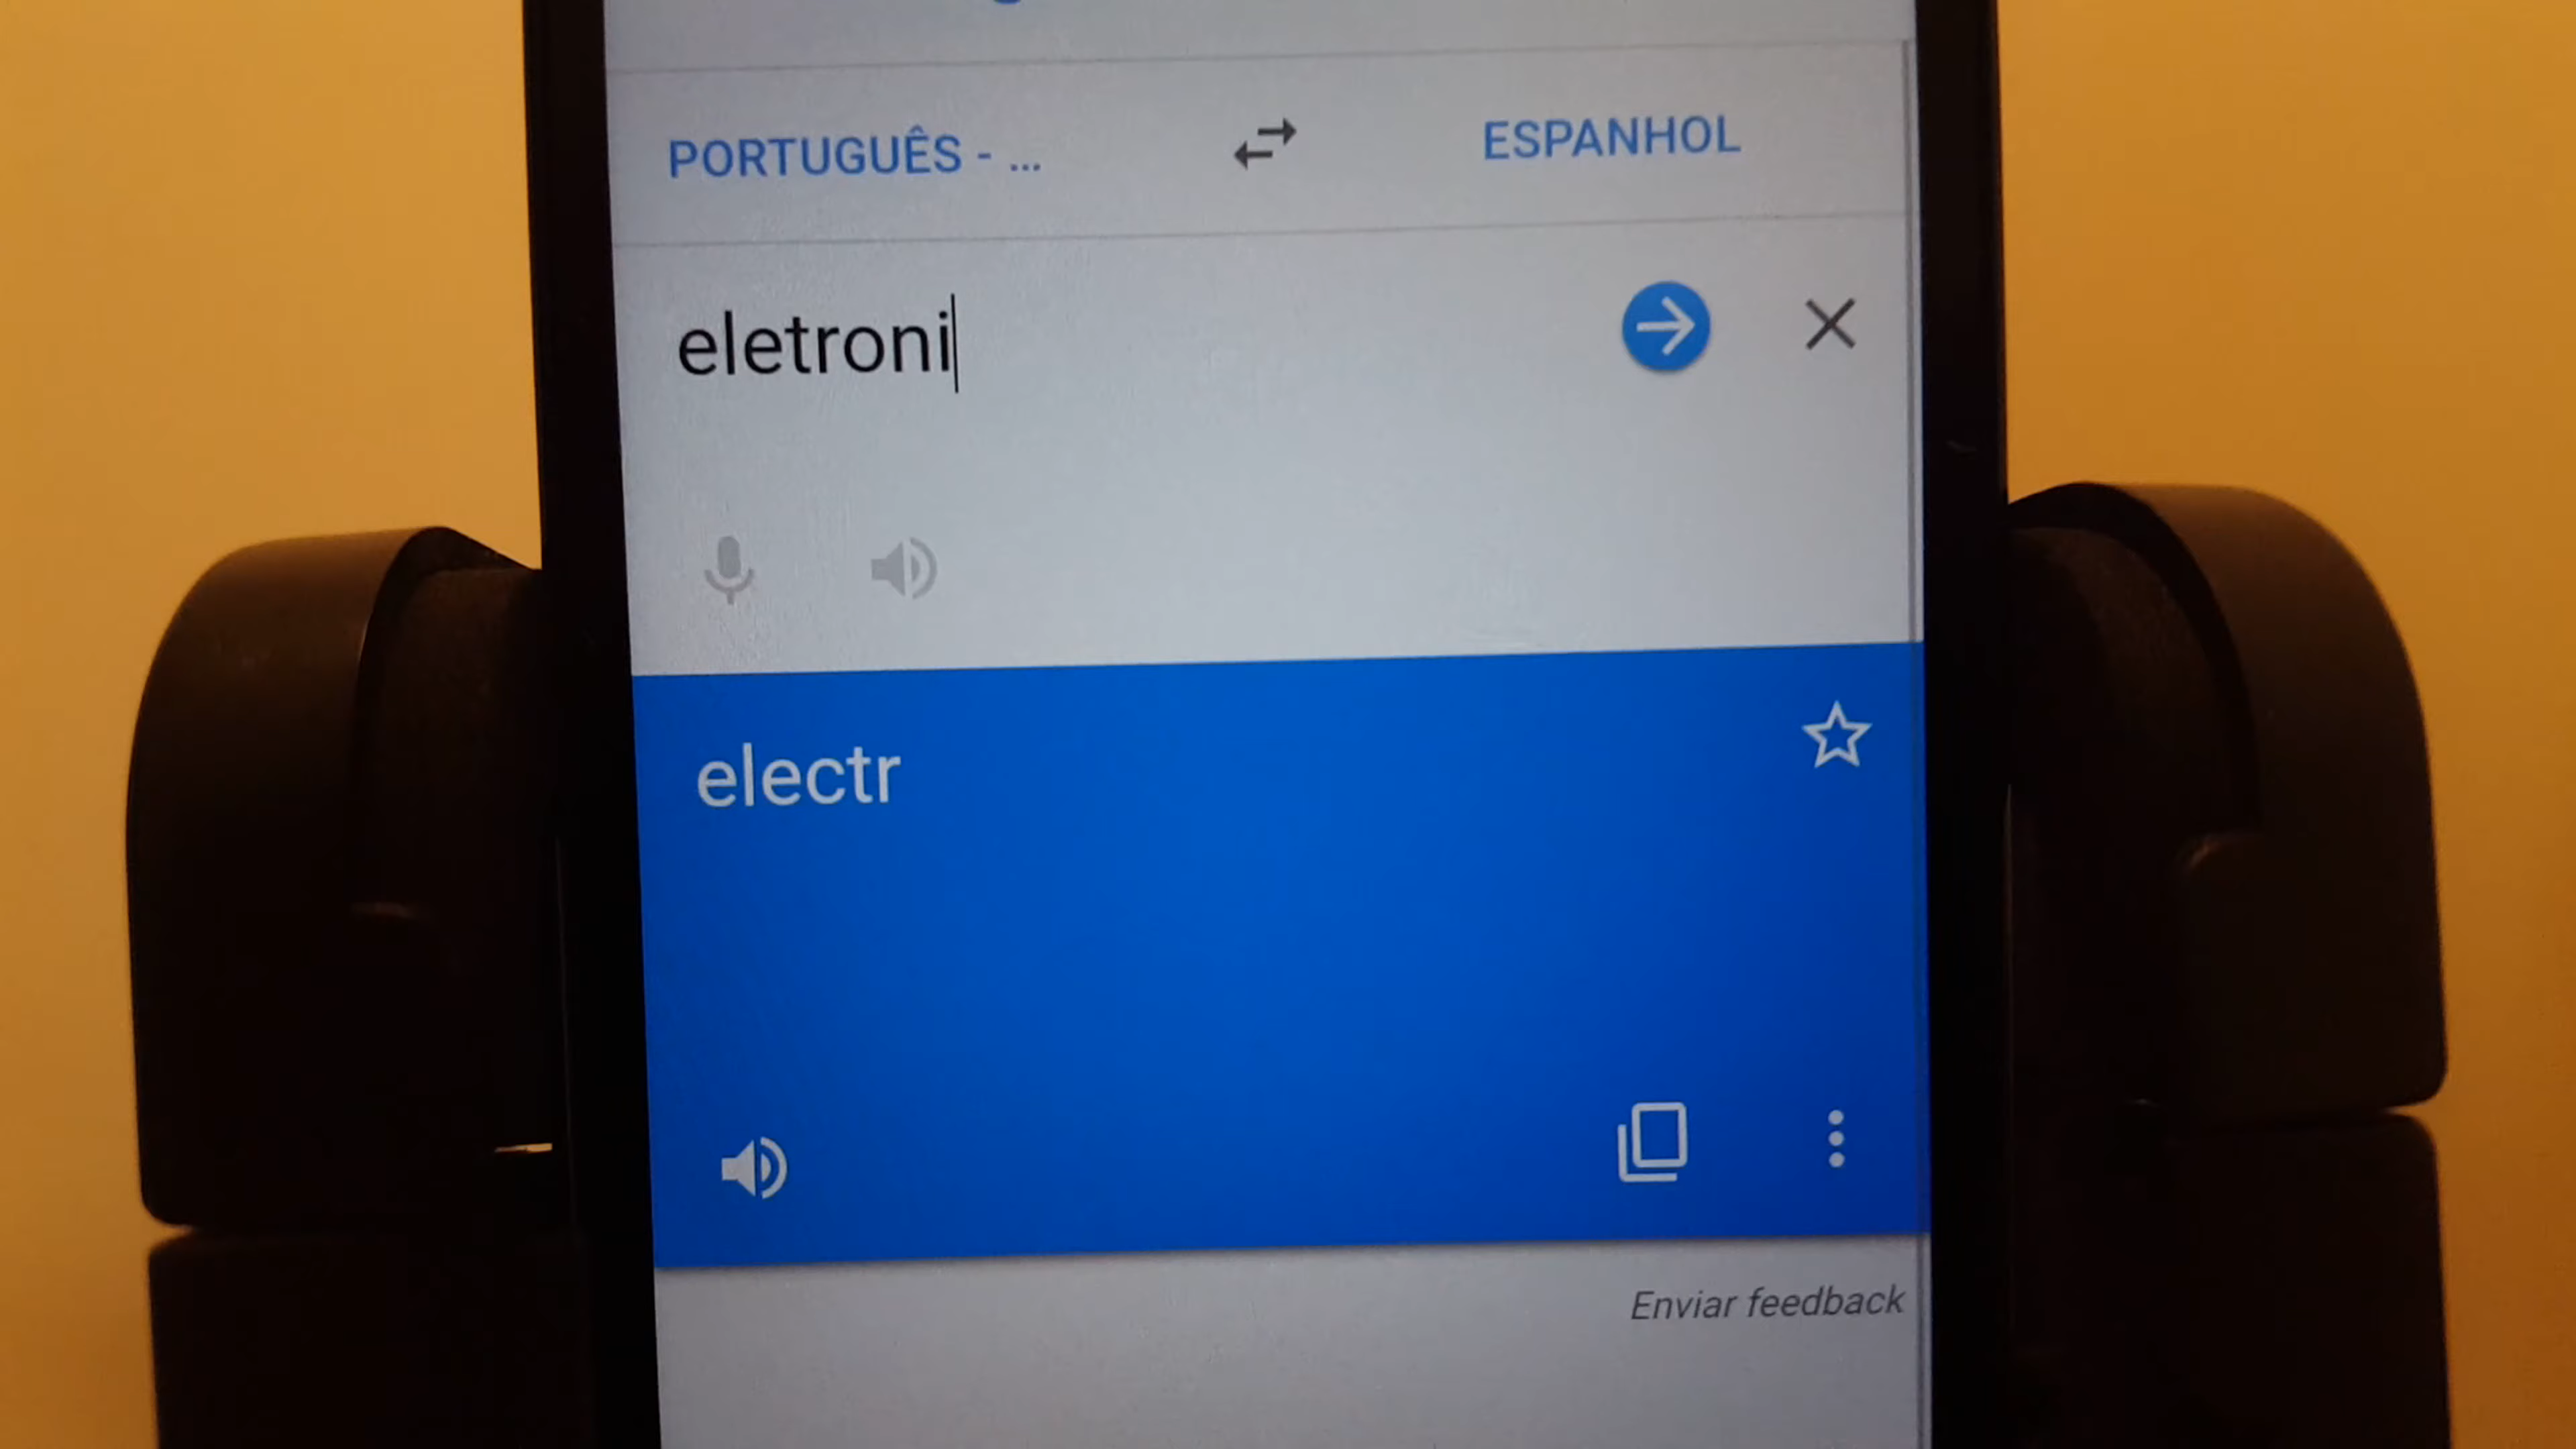 PORTUGUÊS - ...
ESPANHOL
eletroni
electr
Enviar feedback